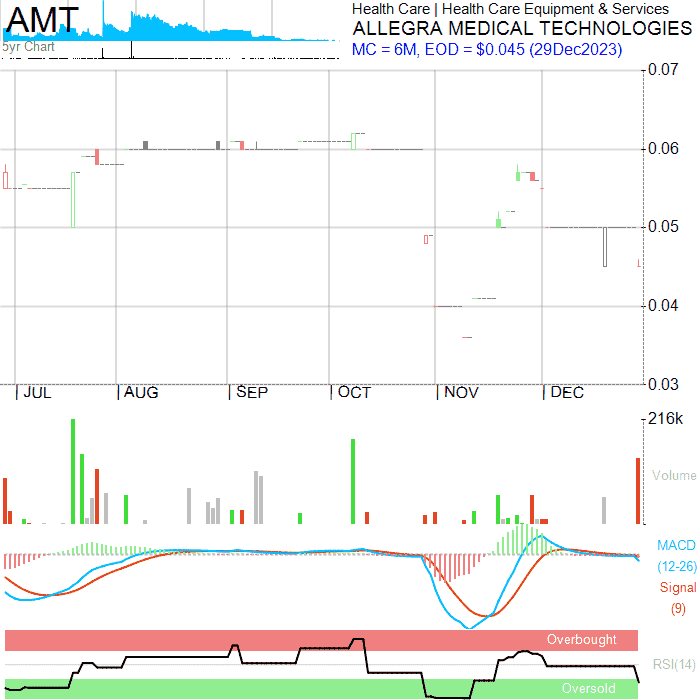 AMT
5yr Chart
Health Care | Health Care Equipment & Services
ALLEGRA MEDICAL TECHNOLOGIES
MC = 6M, EOD = $0.045 (29Dec2023)
0.07
0.06
0.05
0.04
0.03
JUL AUG SEP OCT NOV DEC
216k
Volume
MACD
(12-26)
Signal
(9)
Overbought
RSI(14)
Oversold